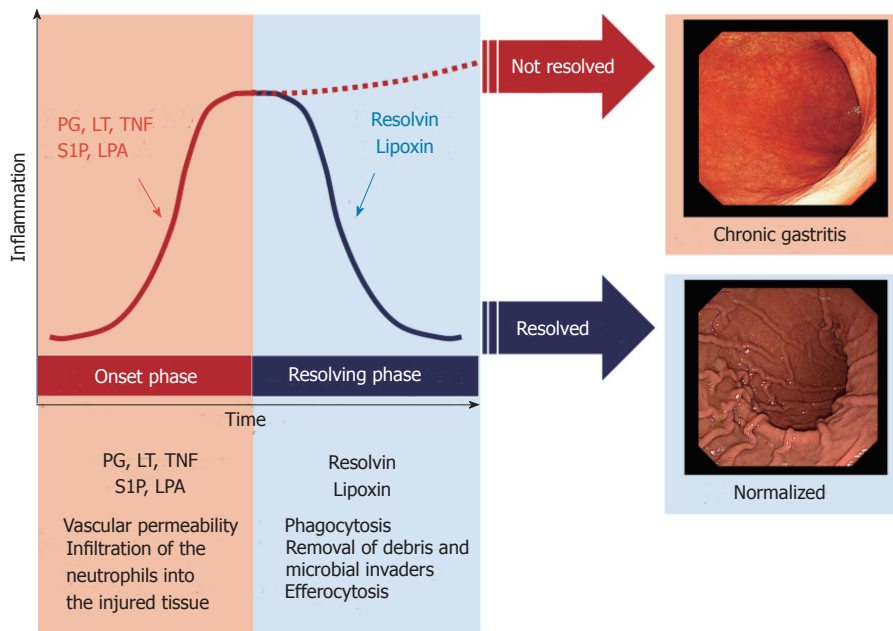 Inflammation
PG, LT, TNF
S1P, LPA
Resolvin
Lipoxin
Onset phase
Resolving phase
Time
Not resolved
Resolved
Chronic gastritis
Normalized
PG, LT, TNF
S1P, LPA
Vascular permeability
Infiltration of the
neutrophils into
the injured tissue
Resolvin
Lipoxin
Phagocytosis
Removal of debris and
microbial invaders
Efferocytosis